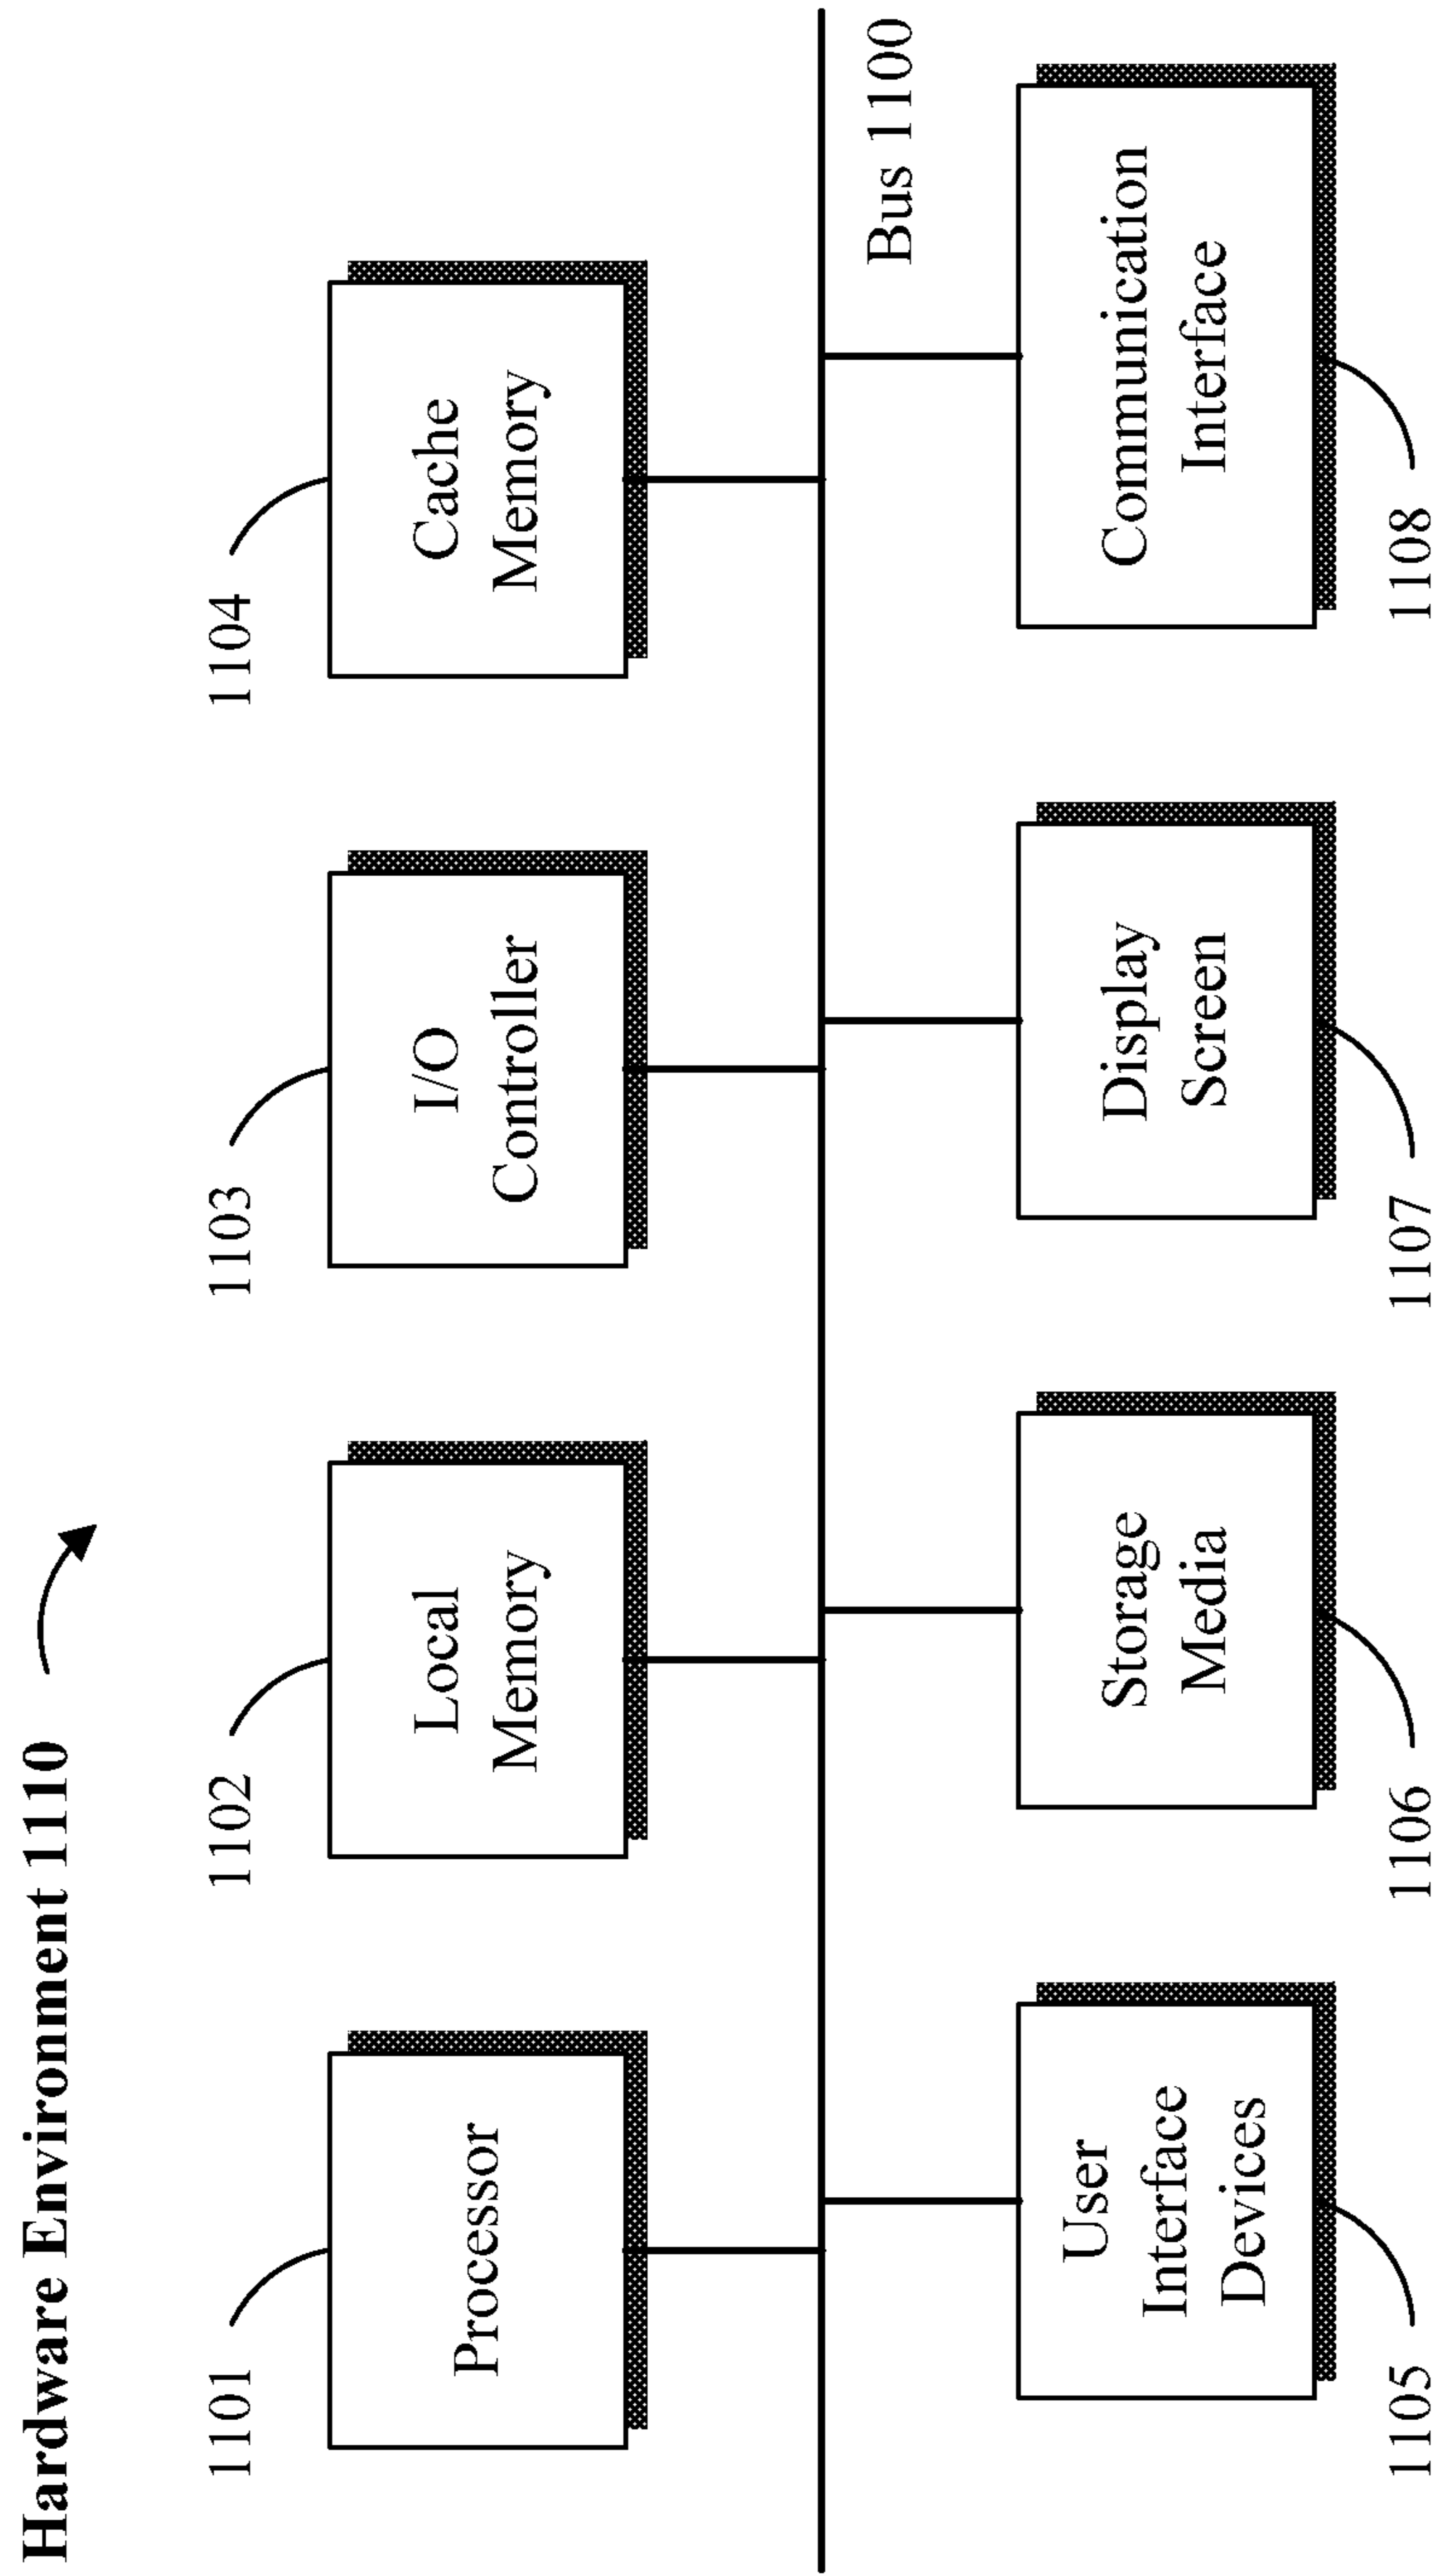 Hardware Environment 1110
1101
1102
1103
1104
Processor
Local
Memory
I/O
Controller
Cache
Memory
Bus 1100
User
Interface
Devices
Storage
Media
Display
Screen
Communication
Interface
1105
1106
1107
1108